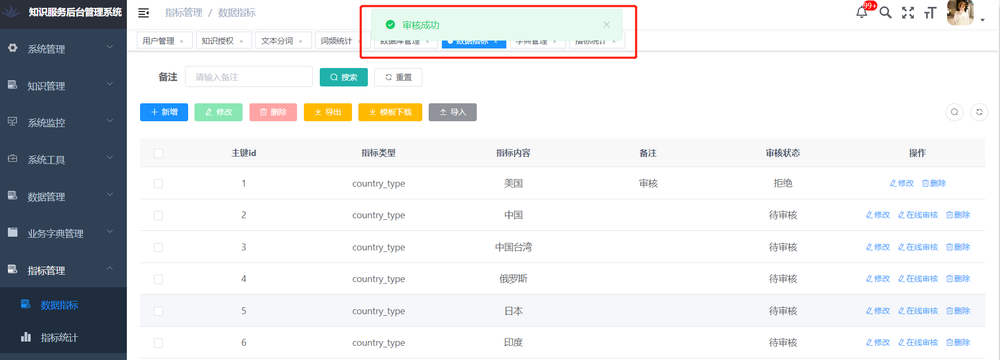 知识服务后台管理系统
指标管理 / 数据指标
99+
审核成功
用户管理 × 知识授权 × 文本分词 × 词频统计 × 数据库管理 × 数据指标 × 字典管理 × 指标统计 ×
系统管理
知识管理
系统监控
系统工具
数据管理
业务字典管理
指标管理
数据指标
指标统计
备注 请输入备注 搜索 重置
新增 修改 删除 导出 模板下载 导入
主键id 指标类型 指标内容 备注 审核状态 操作
1 country_type 美国 审核 拒绝 修改 删除
2 country_type 中国 待审核 修改 在线审核 删除
3 country_type 中国台湾 待审核 修改 在线审核 删除
4 country_type 俄罗斯 待审核 修改 在线审核 删除
5 country_type 日本 待审核 修改 在线审核 删除
6 country_type 印度 待审核 修改 在线审核 删除